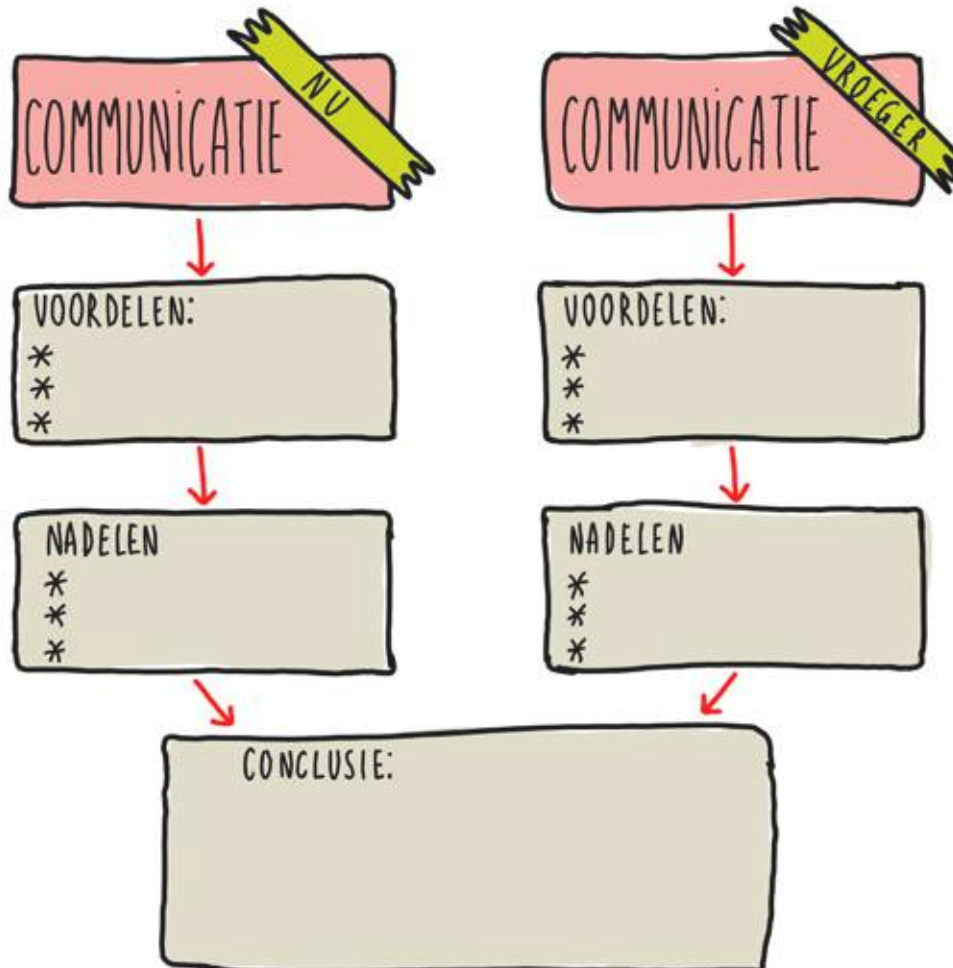 COMMUNICATIE
NU
VOORDELEN:
*
*
*
NADELEN
*
*
*
COMMUNICATIE
VROEGER
VOORDELEN:
*
*
*
NADELEN
*
*
*
CONCLUSIE: